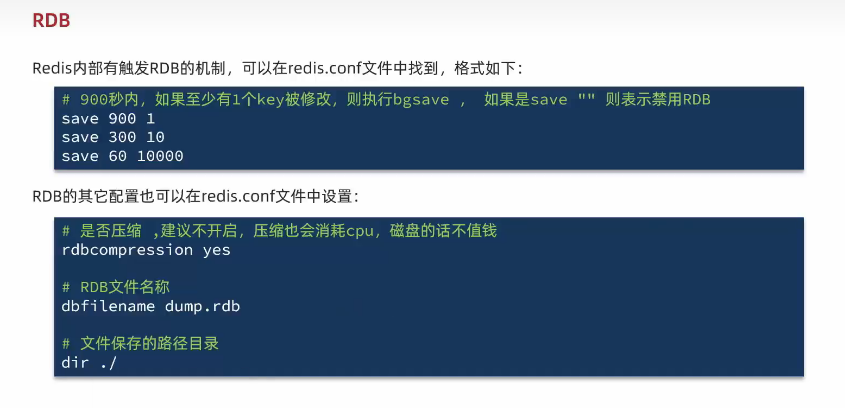 RDB
Redis内部有触发RDB的机制，可以在redis.conf文件中找到，格式如下：
# 900秒内，如果至少有1个key被修改，则执行bgsave ， 如果是save "" 则表示禁用RDB
save 900 1
save 300 10
save 60 10000
RDB的其它配置也可以在redis.conf文件中设置：
# 是否压缩 ,建议不开启，压缩也会消耗cpu，磁盘的话不值钱
rdbcompression yes
# RDB文件名称
dbfilename dump.rdb
# 文件保存的路径目录
dir ./